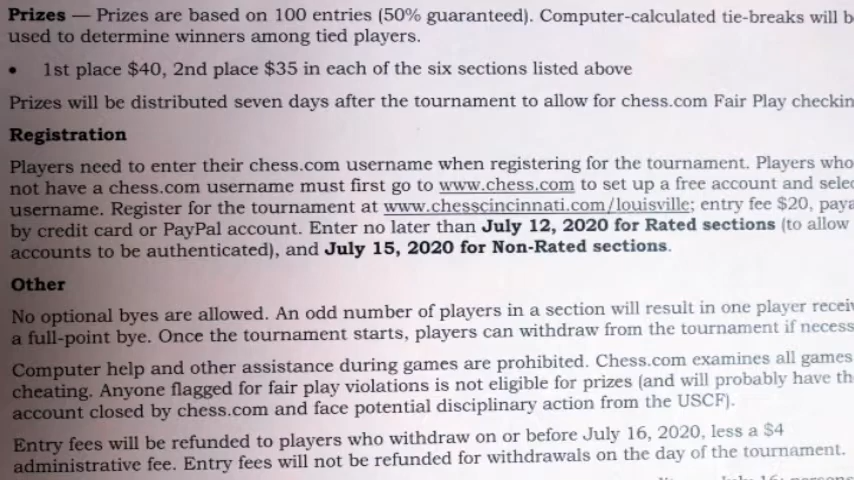 Prizes — Prizes are based on 100 entries (50% guaranteed). Computer-calculated tie-breaks will b
used to determine winners among tied players.
• 1st place $40, 2nd place $35 in each of the six sections listed above
Prizes will be distributed seven days after the tournament to allow for chess.com Fair Play checkin
Registration
Players need to enter their chess.com username when registering for the tournament. Players who
not have a chess.com username must first go to www.chess.com to set up a free account and selec
username. Register for the tournament at www.chesscincinnati.com/louisville; entry fee $20, paya
by credit card or PayPal account. Enter no later than July 12, 2020 for Rated sections (to allow
accounts to be authenticated), and July 15, 2020 for Non-Rated sections.
Other
No optional byes are allowed. An odd number of players in a section will result in one player receiv
a full-point bye. Once the tournament starts, players can withdraw from the tournament if necess
Computer help and other assistance during games are prohibited. Chess.com examines all games
cheating. Anyone flagged for fair play violations is not eligible for prizes (and will probably have th
account closed by chess.com and face potential disciplinary action from the USCF).
Entry fees will be refunded to players who withdraw on or before July 16, 2020, less a $4
administrative fee. Entry fees will not be refunded for withdrawals on the day of the tournament.
July 16; persons